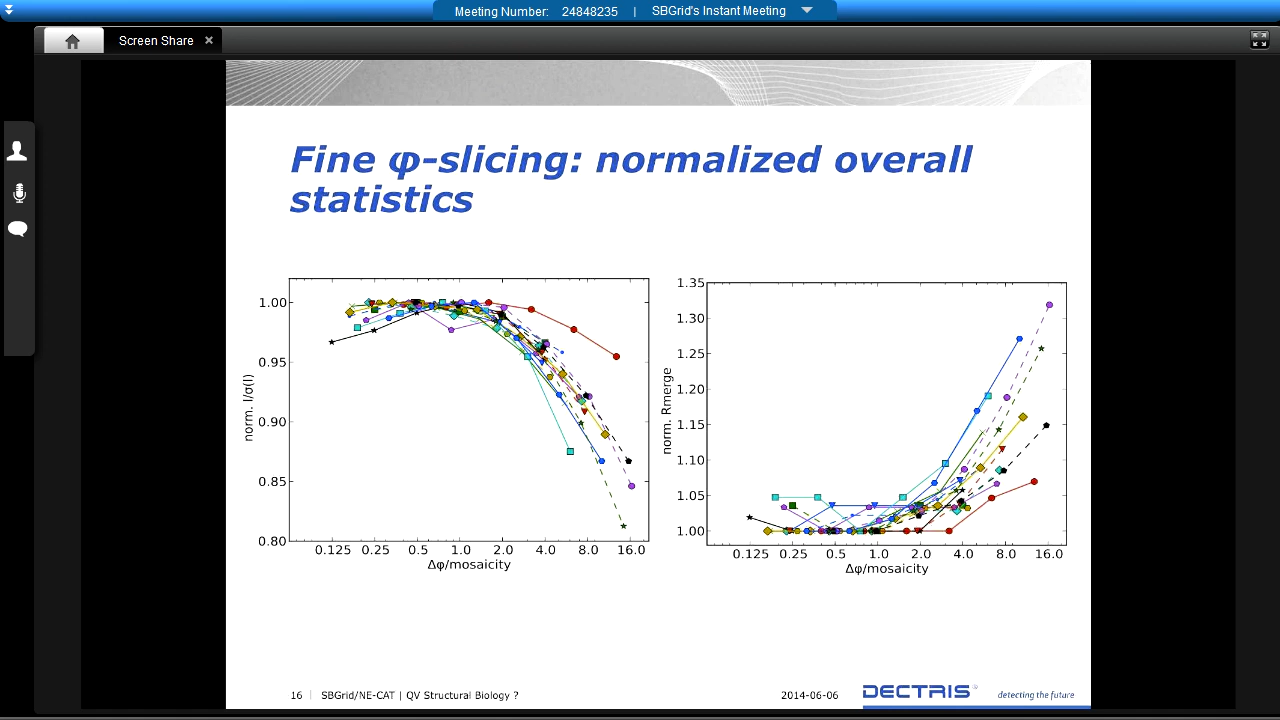 Meeting Number: 24848235 | SBGrid's Instant Meeting
Screen Share ×
Fine φ-slicing: normalized overall
statistics
norm. I/σ(I)
1.00
0.95
0.90
0.85
0.80
0.125 0.25 0.5 1.0 2.0 4.0 8.0 16.0
Δφ/mosaicity
norm. Rmerge
1.35
1.30
1.25
1.20
1.15
1.10
1.05
1.00
0.125 0.25 0.5 1.0 2.0 4.0 8.0 16.0
Δφ/mosaicity
16 | SBGrid/NE-CAT | QV Structural Biology ?
2014-06-06
DECTRIS®
detecting the future